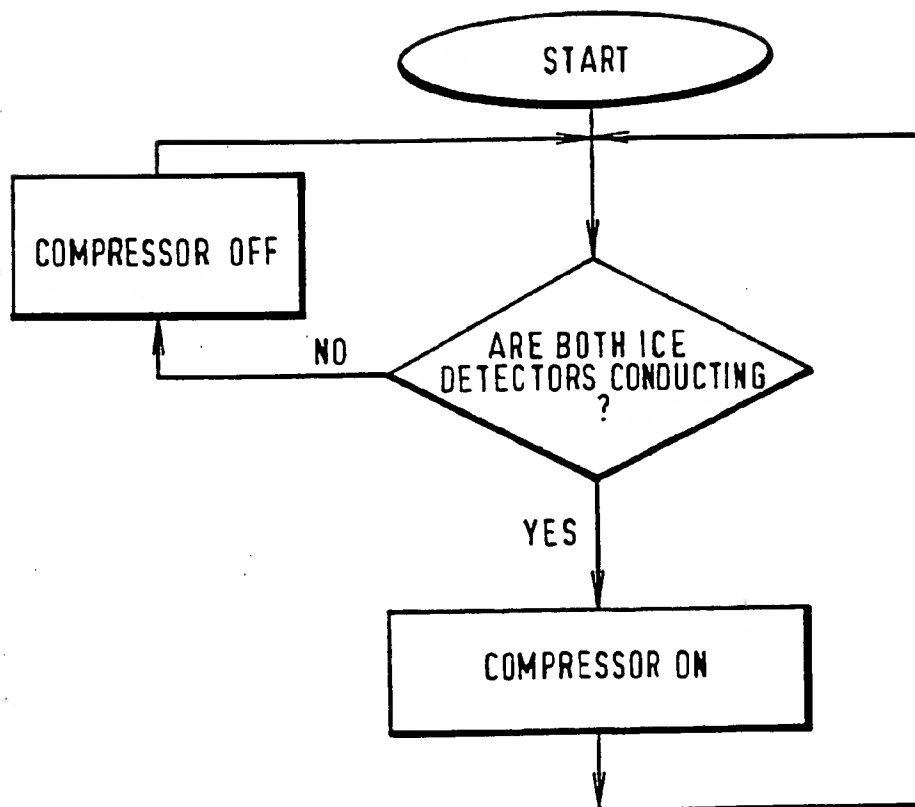 START
COMPRESSOR OFF
NO
ARE BOTH ICE
DETECTORS CONDUCTING
?
YES
COMPRESSOR ON